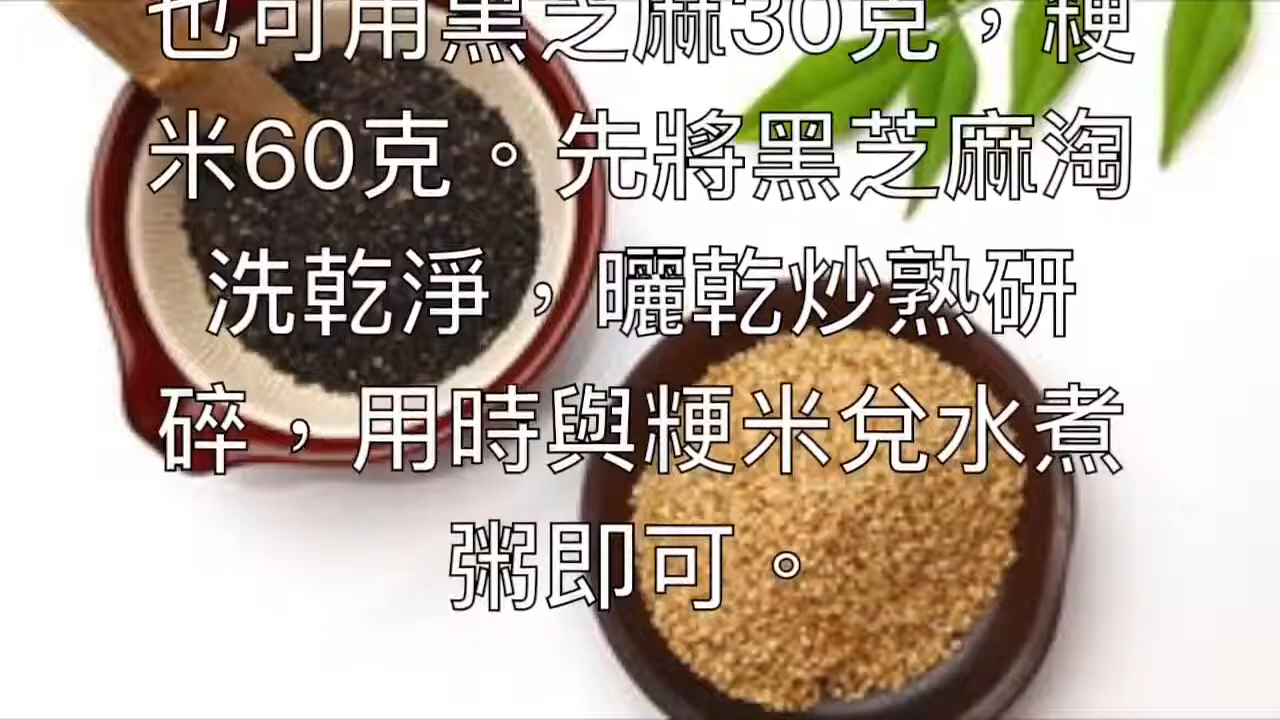 也可用黑芝麻30克，粳
米60克。先將黑芝麻淘
洗乾淨，曬乾炒熟研
碎，用時與粳米兌水煮
粥即可。